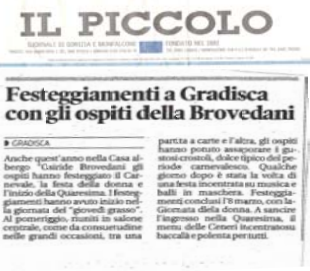 IL PICCOLO
GIORNALE DI GORIZIA E MONFALCONE FONDATO NEL 1881
Festeggiamenti a Gradisca
con gli ospiti della Brovedani
GRADISCA
Anche quest'anno nella Casa al-
bergo gli
ospiti hanno festeggiato il Car-
nevale, la festa della donna e
l'inizio della Quaresima. I festeg-
giamenti hanno avuto inizio nel-
la giornata del "giovedì grasso".
Al pomeriggio, riuniti in salone
centrale, come da consuetudine
nelle grandi occasioni, tra una
partita a carte e l'altra, gli ospiti
hanno potuto assaporare i gu-
stosi crostoli, dolce tipico del pe-
riodo carnevalesco. Qualche
giorno dopo è stata la volta di
una festa incentrata su musica e
balli in maschera. Festeggia-
menti conclusi l'8 marzo, con la
Giornata della donna. A sancire
l'ingresso nella Quaresima, il
menu delle Ceneri incentrato su
baccalà e polenta per tutti.